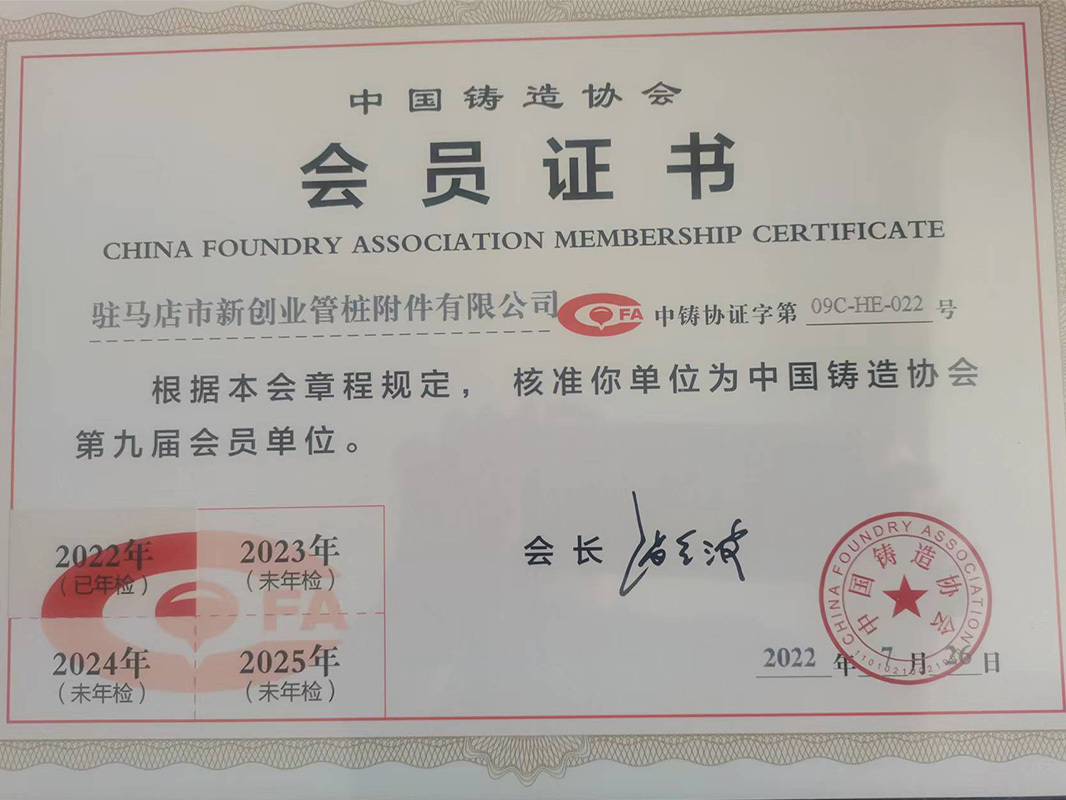 中国铸造协会
会员证书
CHINA FOUNDRY ASSOCIATION MEMBERSHIP CERTIFICATE
驻马店市新创业管桩附件有限公司 FA 中铸协证字第 09C-HE-022 号
根据本会章程规定， 核准你单位为中国铸造协会
第九届会员单位。
2022年 2023年
（已年检） （未年检）
FA
2024年 2025年
（未年检） （未年检）
会长
CHINA FOUNDRY ASSOCIATION
中国铸造协会
2022 年 7 月 26 日